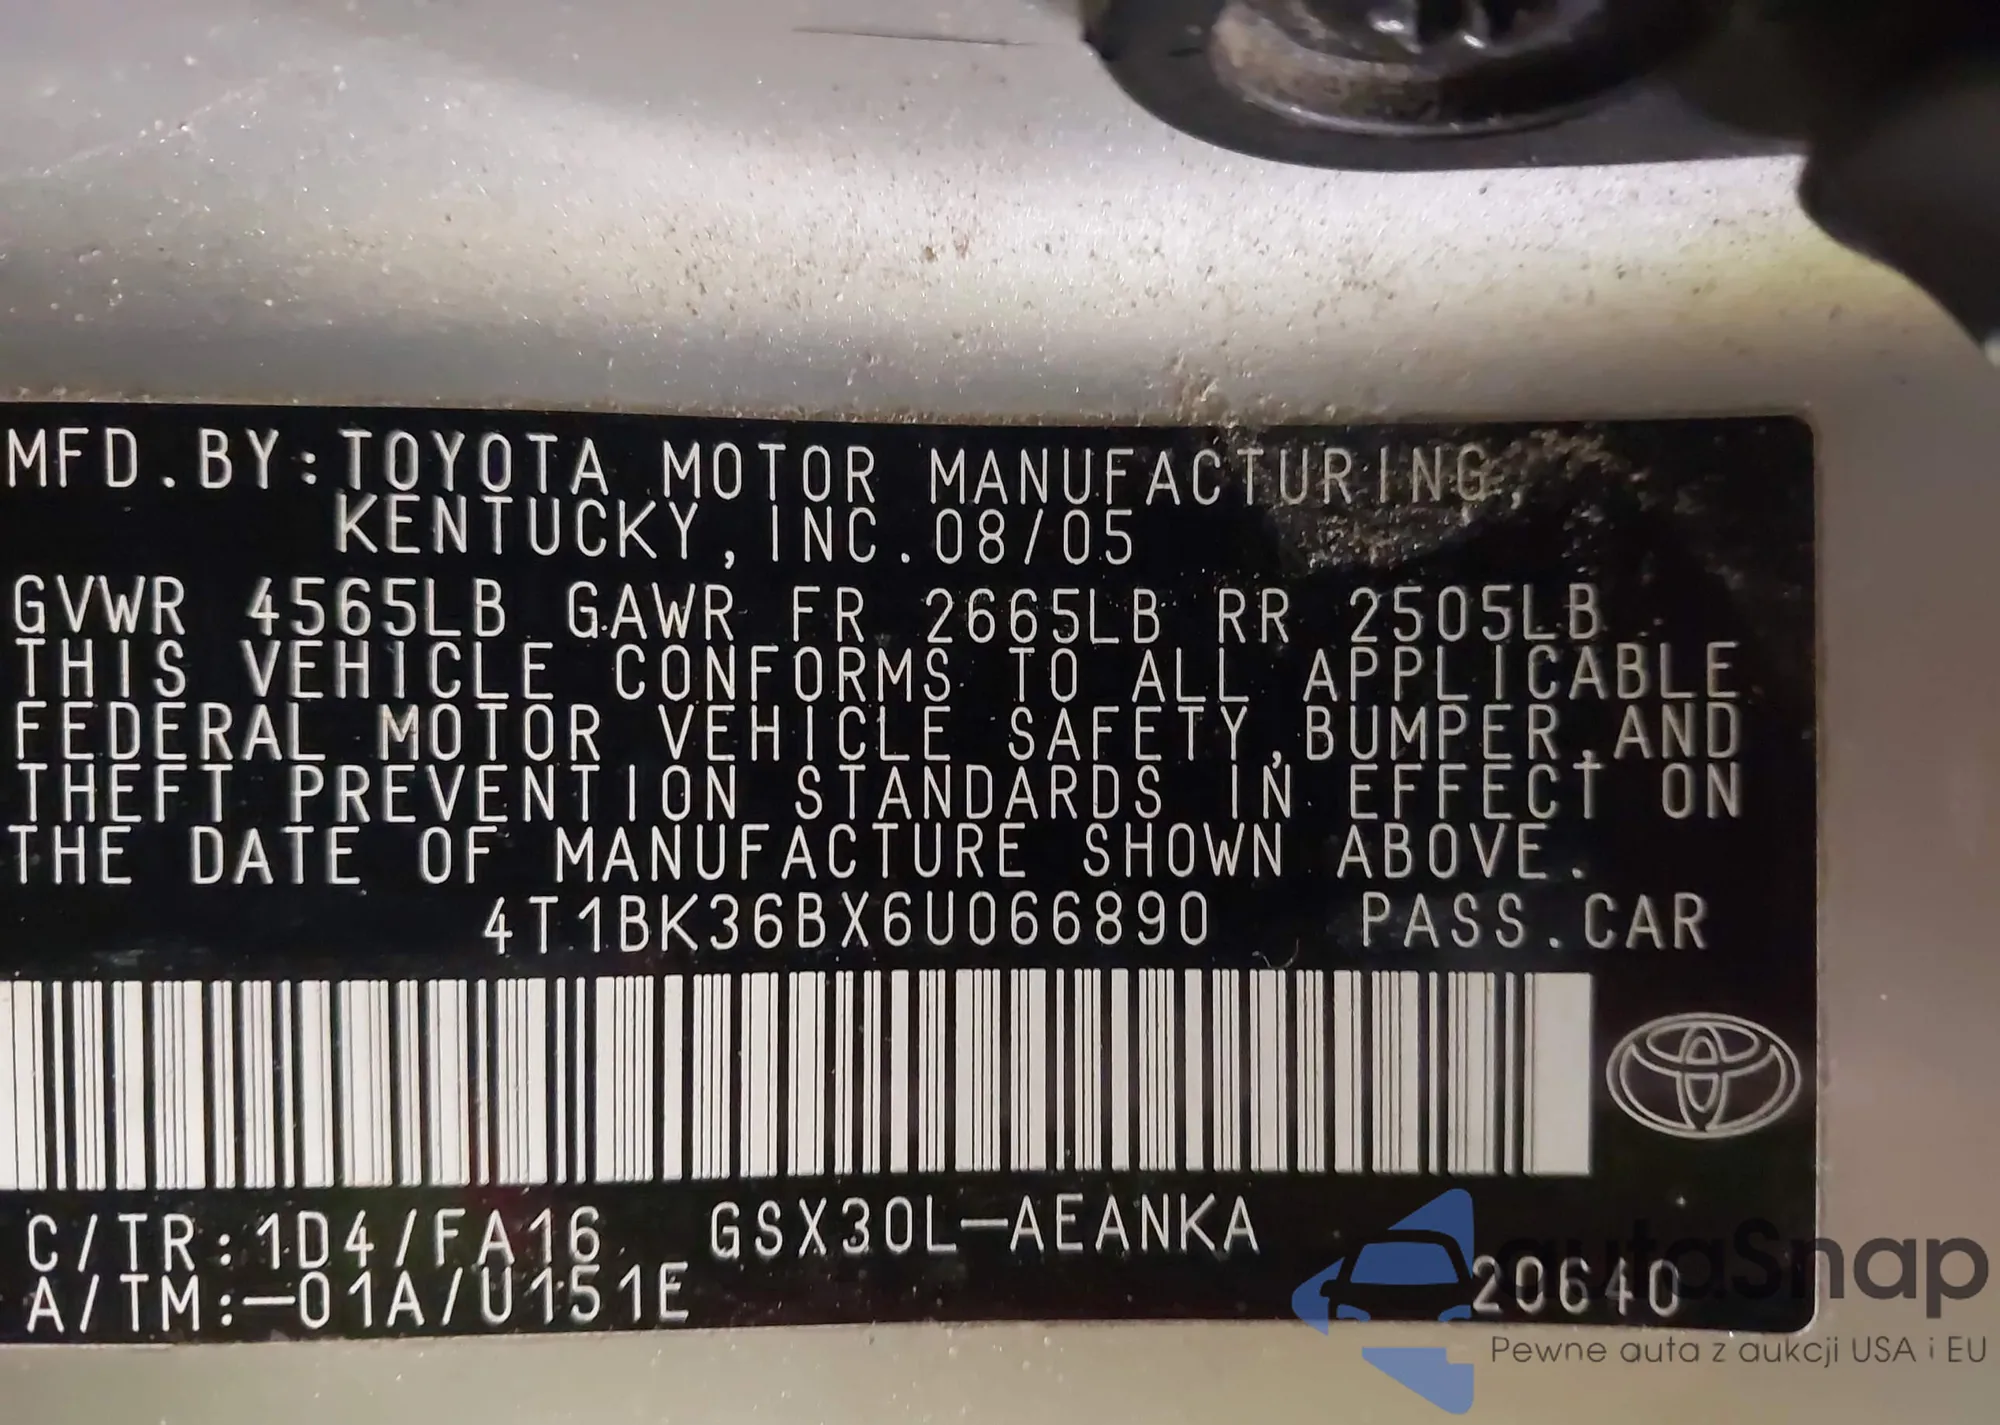 MFD.BY:TOYOTA MOTOR MANUFACTURING,
KENTUCKY,INC.08/05
GVWR 4565LB GAWR FR 2665LB RR 2505LB
THIS VEHICLE CONFORMS TO ALL APPLICABLE
FEDERAL MOTOR VEHICLE SAFETY,BUMPER,AND
THEFT PREVENTION STANDARDS IN EFFECT ON
THE DATE OF MANUFACTURE SHOWN ABOVE.
4T1BK36BX6U066890 PASS.CAR
C/TR:1D4/FA16 GSX30L-AEANKA
A/TM:-01A/U151E 20640
autaSnap
Pewne auta z aukcji USA i EU